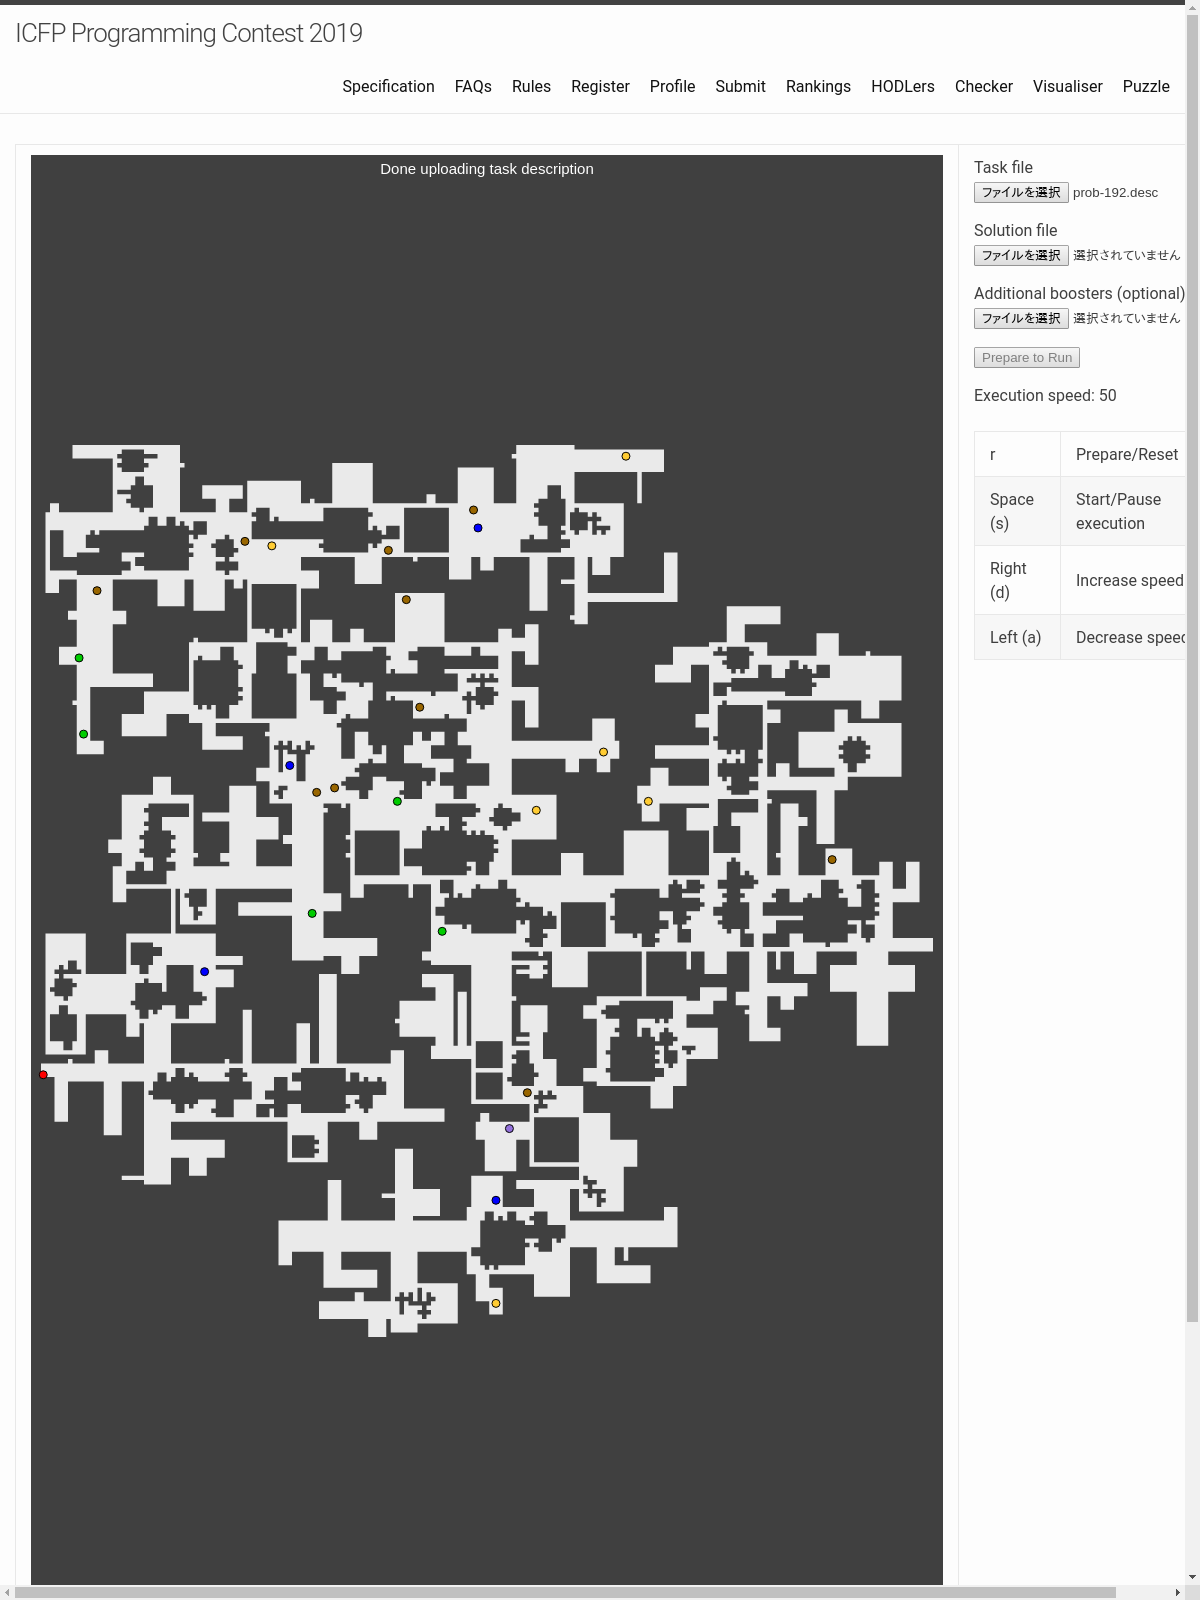 ICFP Programming Contest 2019
Specification FAQs Rules Register Profile Submit Rankings HODLers Checker Visualiser Puzzle
Done uploading task description
Task file
ファイルを選択 prob-192.desc
Solution file
ファイルを選択 選択されていません
Additional boosters (optional)
ファイルを選択 選択されていません
Prepare to Run
Execution speed: 50
r Prepare/Reset
Space Start/Pause
(s) execution
Right Increase speed
(d)
Left (a) Decrease speed